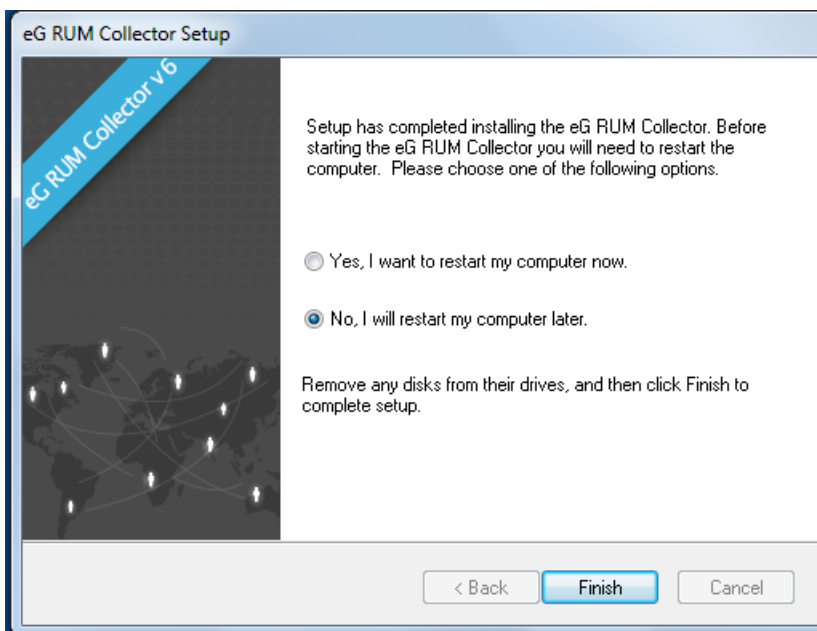 eG RUM Collector Setup
eG RUM Collector v6
Setup has completed installing the eG RUM Collector. Before
starting the eG RUM Collector you will need to restart the
computer. Please choose one of the following options.
Yes, I want to restart my computer now.
No, I will restart my computer later.
Remove any disks from their drives, and then click Finish to
complete setup.
< Back
Finish
Cancel